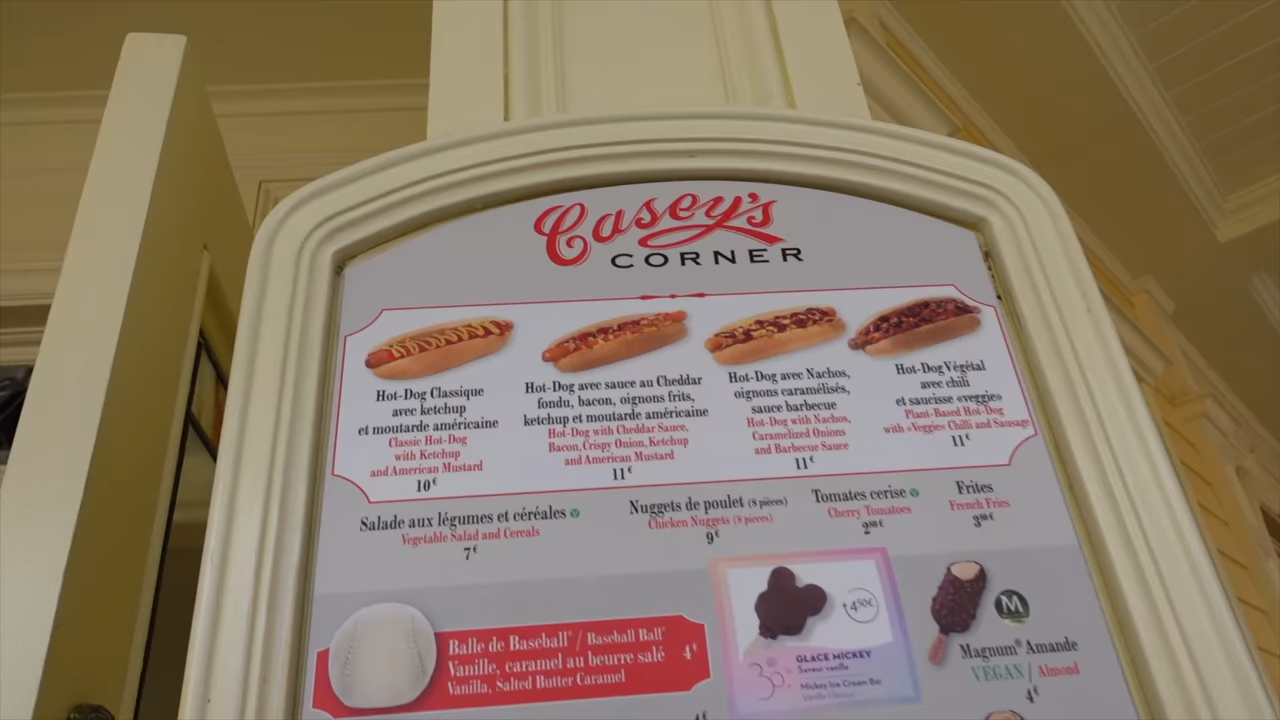 Casey's
CORNER
Hot-Dog Classique
avec ketchup
et moutarde américaine
Classic Hot-Dog
with Ketchup
and American Mustard
10€
Hot-Dog avec sauce au Cheddar
fondu, bacon, oignons frits,
ketchup et moutarde américaine
Hot-Dog with Cheddar Sauce,
Bacon, Crispy Onion, Ketchup
and American Mustard
11€
Hot-Dog avec Nachos,
oignons caramélisés,
sauce barbecue
Hot-Dog with Nachos,
Caramelized Onions
and Barbecue Sauce
11€
Hot-Dog Végétal
avec chili
et saucisse «veggie»
Plant-Based Hot-Dog
with «Veggie» Chilli and Sausage
11€
Salade aux légumes et céréales
Vegetable Salad and Cereals
7€
Nuggets de poulet (8 pièces)
Chicken Nuggets (8 pieces)
9€
Tomates cerise
Cherry Tomatoes
280€
Frites
French Fries
380€
Balle de Baseball* / Baseball Ball*
Vanille, caramel au beurre salé
Vanilla, Salted Butter Caramel
4€
450€
30
GLACE MICKEY
Saveur vanille
Mickey Ice Cream Bar
Vanilla Flavour
M
Magnum® Amande
VEGAN / Almond
4€